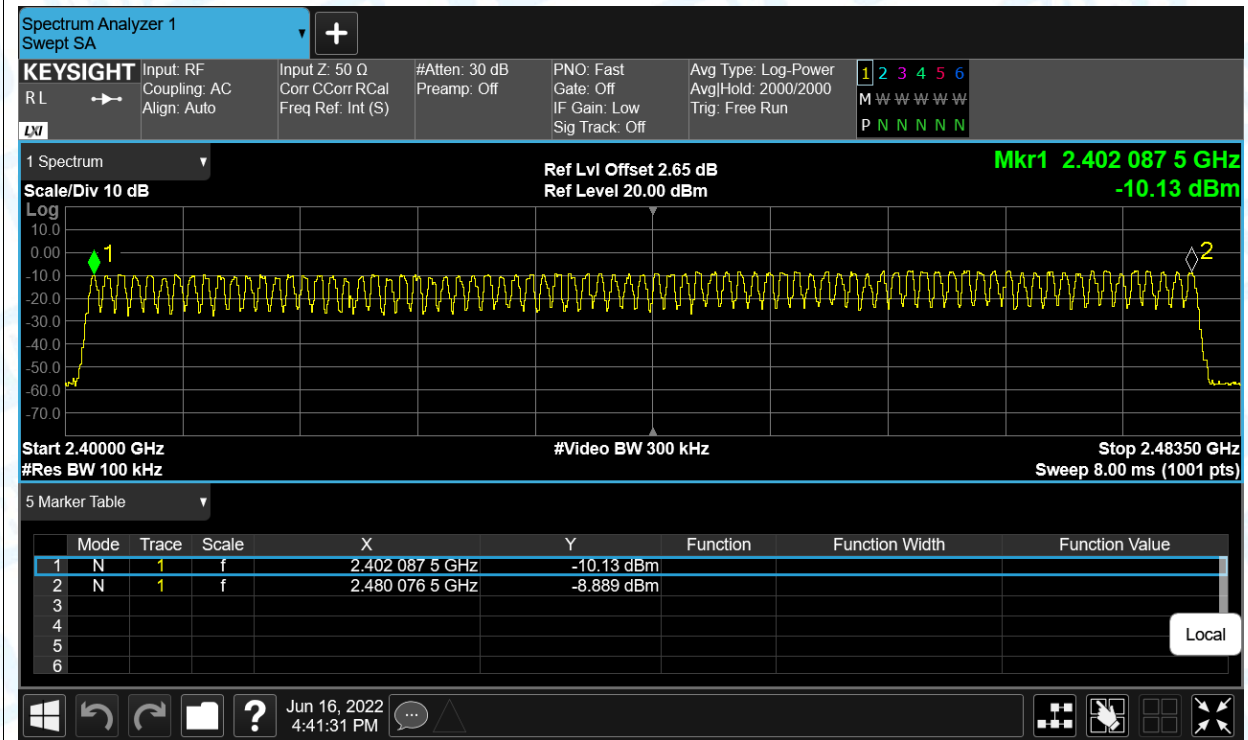 Spectrum Analyzer 1
Swept SA
KEYSIGHT Input: RF Input Z: 50 Ω #Atten: 30 dB PNO: Fast Avg Type: Log-Power 1 2 3 4 5 6
R L Coupling: AC Corr CCorr RCal Preamp: Off Gate: Off Avg|Hold: 2000/2000 M W W W W W
Align: Auto Freq Ref: Int (S) IF Gain: Low Trig: Free Run
LXI Sig Track: Off P N N N N N
1 Spectrum Ref Lvl Offset 2.65 dB Mkr1 2.402 087 5 GHz
Scale/Div 10 dB Ref Level 20.00 dBm -10.13 dBm
Log
10.0
0.00 1 2
-10.0
-20.0
-30.0
-40.0
-50.0
-60.0
-70.0
Start 2.40000 GHz #Video BW 300 kHz Stop 2.48350 GHz
#Res BW 100 kHz Sweep 8.00 ms (1001 pts)
5 Marker Table
Mode Trace Scale X Y Function Function Width Function Value
1 N 1 f 2.402 087 5 GHz -10.13 dBm
2 N 1 f 2.480 076 5 GHz -8.889 dBm
3
4
5
6
Local
? Jun 16, 2022
4:41:31 PM